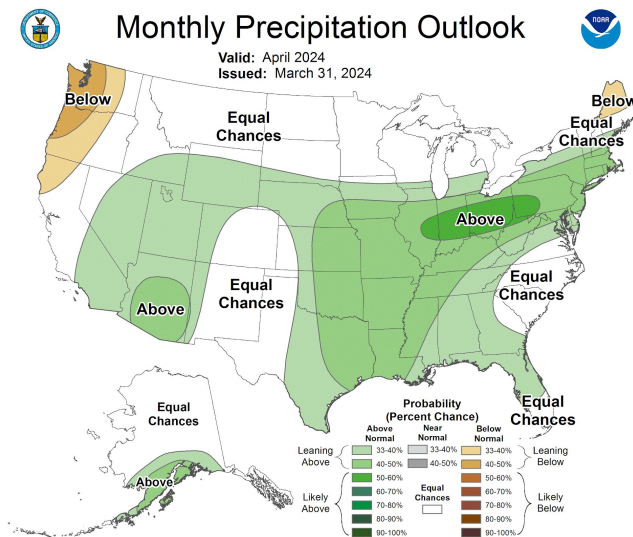 Monthly Precipitation Outlook
NOAA
Valid: April 2024
Issued: March 31, 2024
Below
Equal
Chances
Below
Equal
Chances
Above
Equal
Chances
Equal
Chances
Above
Equal
Chances
Equal
Chances
Above
Probability
(Percent Chance)
Above
Normal
Near
Normal
Below
Normal
Leaning
Above
33-40%
40-50%
33-40%
40-50%
33-40%
40-50%
Leaning
Below
Likely
Above
50-60%
60-70%
70-80%
80-90%
90-100%
Equal
Chances
50-60%
60-70%
70-80%
80-90%
90-100%
Likely
Below